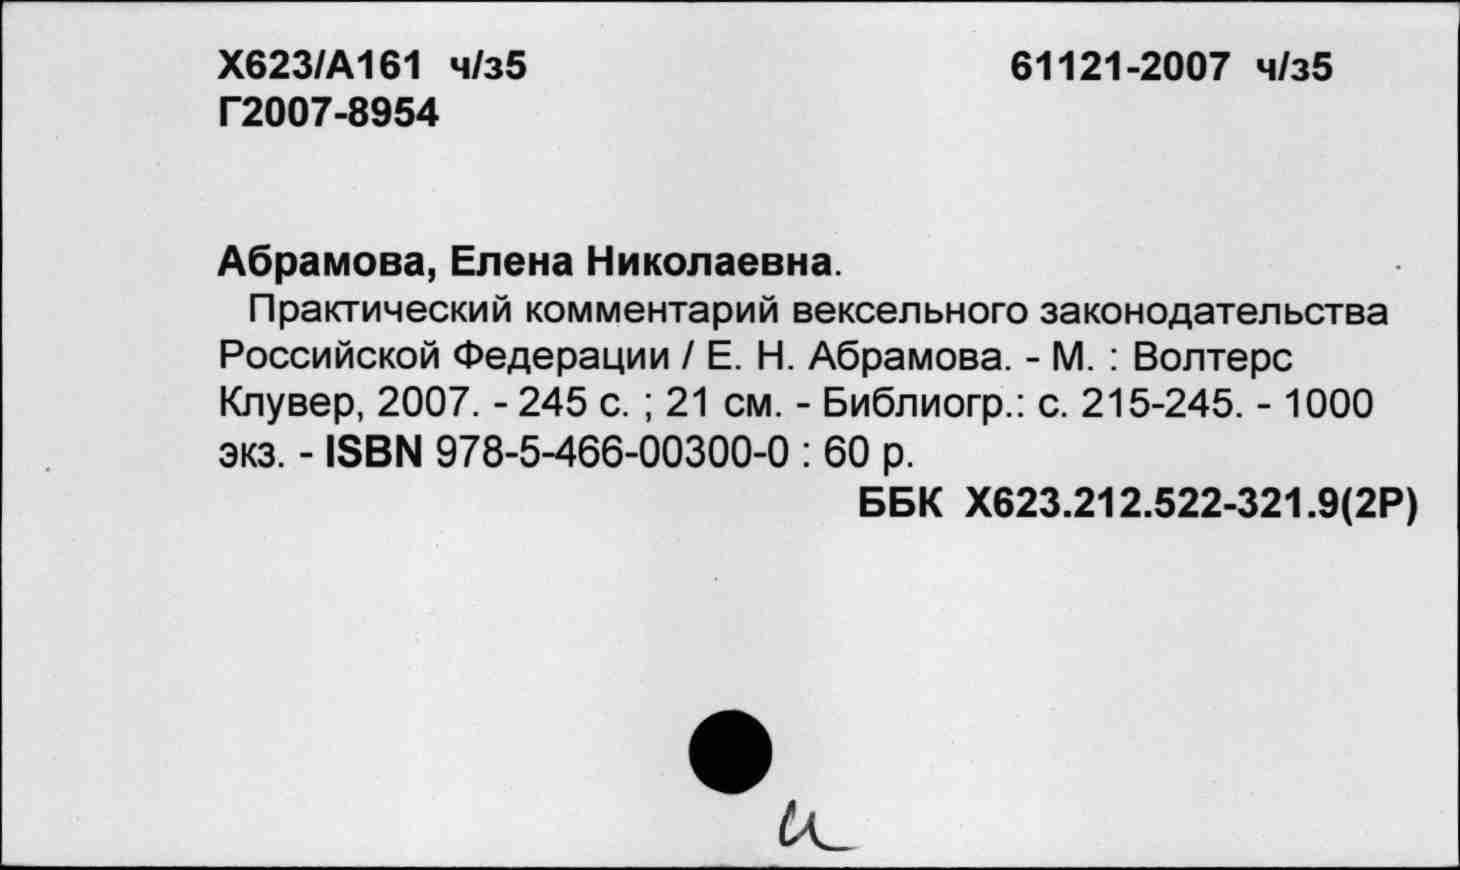 Х623/А161 ч/з5 61121-2007 ч/з5
Г2007-8954
Абрамова, Елена Николаевна.
Практический комментарий вексельного законодательства
Российской Федерации / Е. Н. Абрамова. - М. : Волтерс
Клувер, 2007. - 245 с. ; 21 см. - Библиогр.: с. 215-245. - 1000
экз. - ISBN 978-5-466-00300-0 : 60 р.
ББК Х623.212.522-321.9(2Р)
и